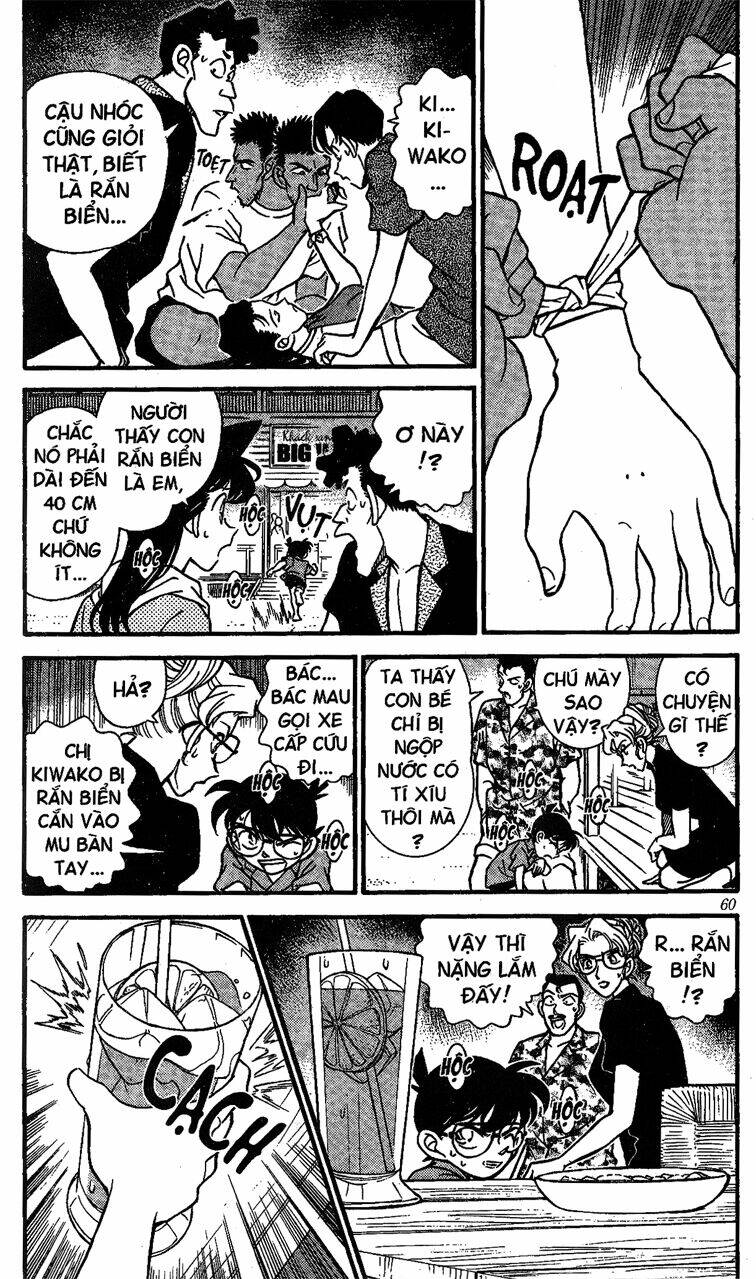 KI...
KI-
WAKO
...
CẬU NHÓC
CŨNG GIỎI
THẬT, BIẾT
LÀ RẮN
BIỂN...
TOẸT
ROẠT
NGƯỜI
THẤY CON
RẮN BIỂN
LÀ EM,
CHẮC
NÓ PHẢI
DÀI ĐẾN
40 CM
CHỨ
KHÔNG
ÍT...
Ơ NÀY
!?
BIG
VỤT
HỘC
HỘC
HỘC
BÁC...
BÁC MAU
GỌI XE
CẤP CỨU
ĐI...
HẢ?
CHỊ
KIWAKO BỊ
RẮN BIỂN
CẮN VÀO
MU BÀN
TAY...
HỘC
HỘC
CÓ
CHUYỆN
GÌ THẾ
?
CHÚ MÀY
SAO
VẬY?
TA THẤY
CON BÉ
CHỈ BỊ
NGỘP
NƯỚC CÓ
TÍ XÍU
THÔI MÀ
?
HỘC
HỘC
HỘC
60
R... RẮN
BIỂN
!?
VẬY THÌ
NẶNG LẮM
ĐẤY!
HỘC
HỘC
CẠCH